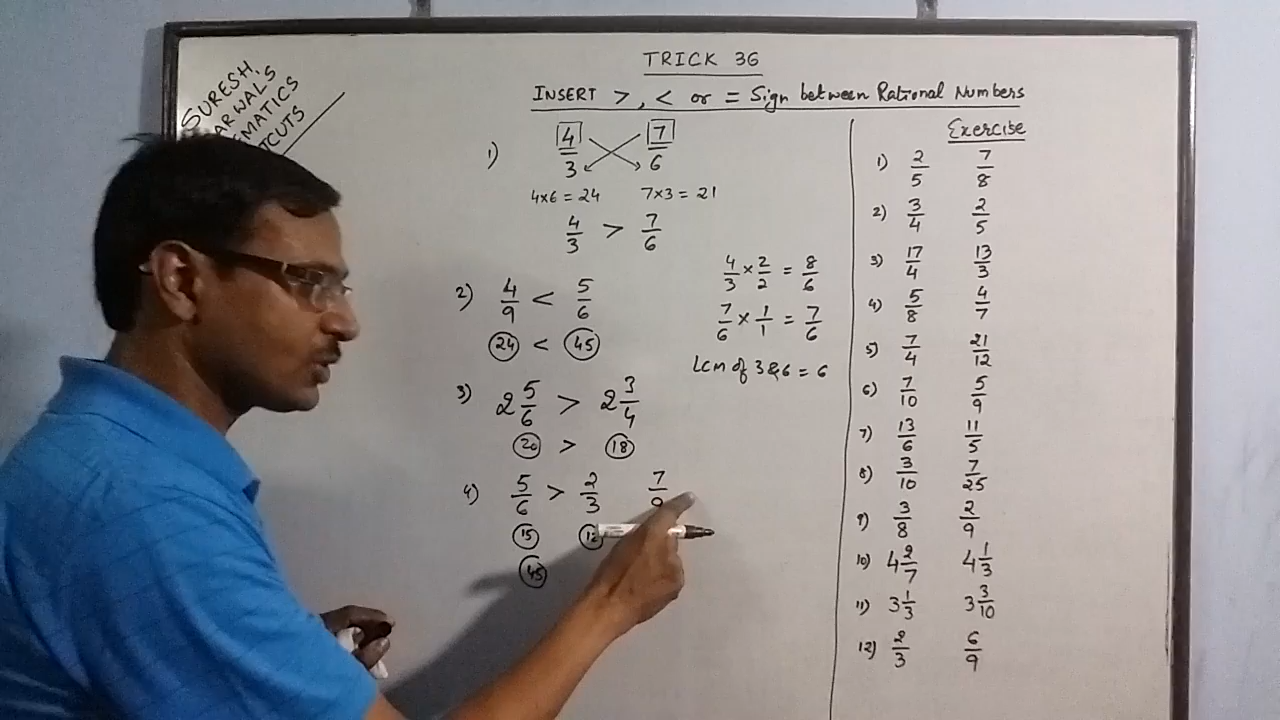 SURESH
ARWAL'S
EMATICS
TCUTS
TRICK 36
INSERT >, < or = Sign between Rational Numbers
1) 4/3 7/6
4×6 = 24 7×3 = 21
4/3 > 7/6
2) 4/9 < 5/6
24 < 45
3) 2 5/6 > 2 3/4
20 > 18
4) 5/6 > 2/3 7/9
15 12
45
4/3 × 2/2 = 8/6
7/6 × 1/1 = 7/6
LCM of 3 & 6 = 6
Exercise
1) 2/5 7/8
2) 3/4 2/5
3) 17/4 13/3
4) 5/8 4/7
5) 7/4 21/12
6) 7/10 5/9
7) 13/6 11/5
8) 3/10 7/25
9) 3/8 2/9
10) 4 2/7 4 1/3
11) 3 1/3 3 3/10
12) 2/3 6/9